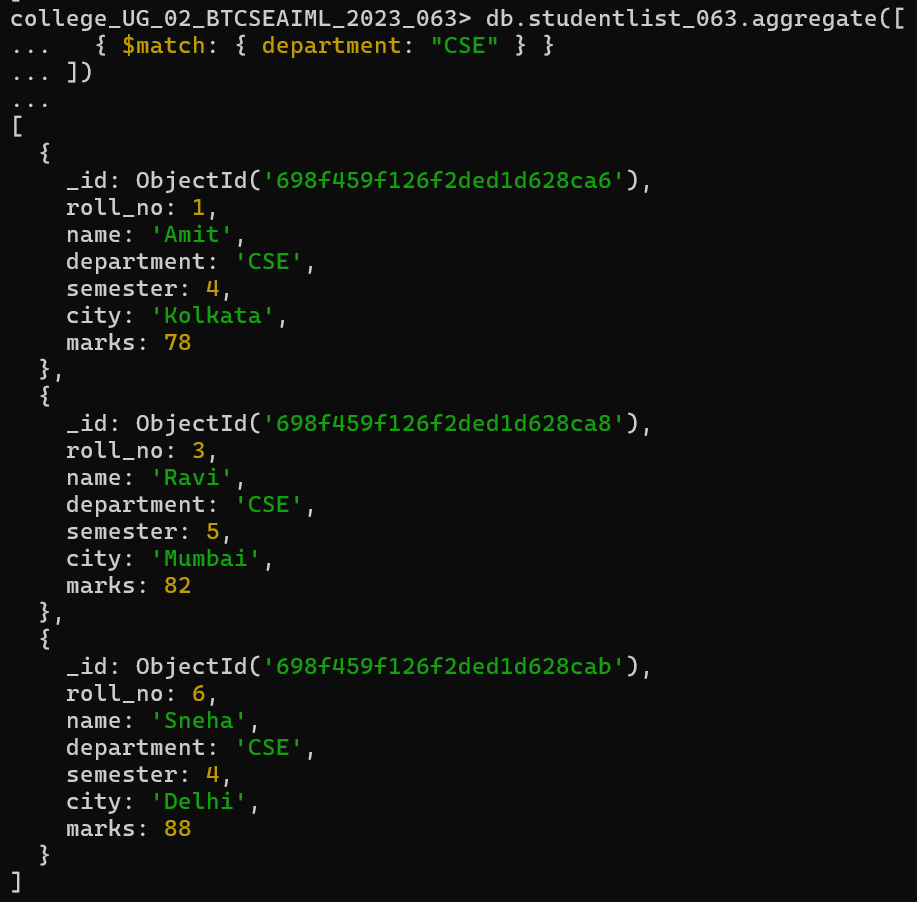 college_UG_02_BTCSEAIML_2023_063> db.studentlist_063.aggregate([
...   { $match: { department: "CSE" } }
... ])
...
[
  {
    _id: ObjectId('698f459f126f2ded1d628ca6'),
    roll_no: 1,
    name: 'Amit',
    department: 'CSE',
    semester: 4,
    city: 'Kolkata',
    marks: 78
  },
  {
    _id: ObjectId('698f459f126f2ded1d628ca8'),
    roll_no: 3,
    name: 'Ravi',
    department: 'CSE',
    semester: 5,
    city: 'Mumbai',
    marks: 82
  },
  {
    _id: ObjectId('698f459f126f2ded1d628cab'),
    roll_no: 6,
    name: 'Sneha',
    department: 'CSE',
    semester: 4,
    city: 'Delhi',
    marks: 88
  }
]